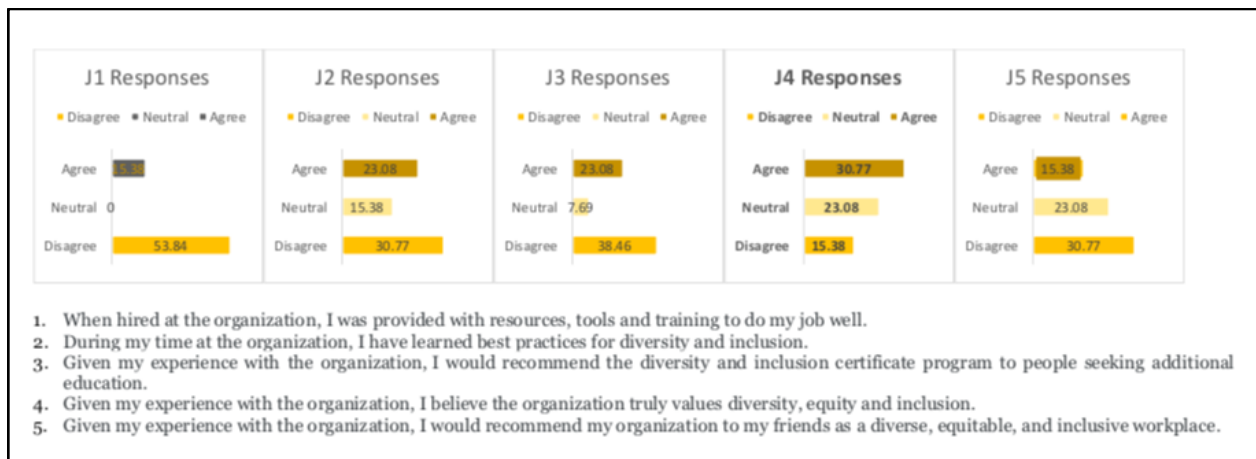 J1 Responses
Disagree Neutral Agree
Agree 15.38
Neutral 0
Disagree 53.84
J2 Responses
Disagree Neutral Agree
Agree 23.08
Neutral 15.38
Disagree 30.77
J3 Responses
Disagree Neutral Agree
Agree 23.08
Neutral 7.69
Disagree 38.46
J4 Responses
Disagree Neutral Agree
Agree 30.77
Neutral 23.08
Disagree 15.38
J5 Responses
Disagree Neutral Agree
Agree 15.38
Neutral 23.08
Disagree 30.77
1. When hired at the organization, I was provided with resources, tools and training to do my job well.
2. During my time at the organization, I have learned best practices for diversity and inclusion.
3. Given my experience with the organization, I would recommend the diversity and inclusion certificate program to people seeking additional
education.
4. Given my experience with the organization, I believe the organization truly values diversity, equity and inclusion.
5. Given my experience with the organization, I would recommend my organization to my friends as a diverse, equitable, and inclusive workplace.